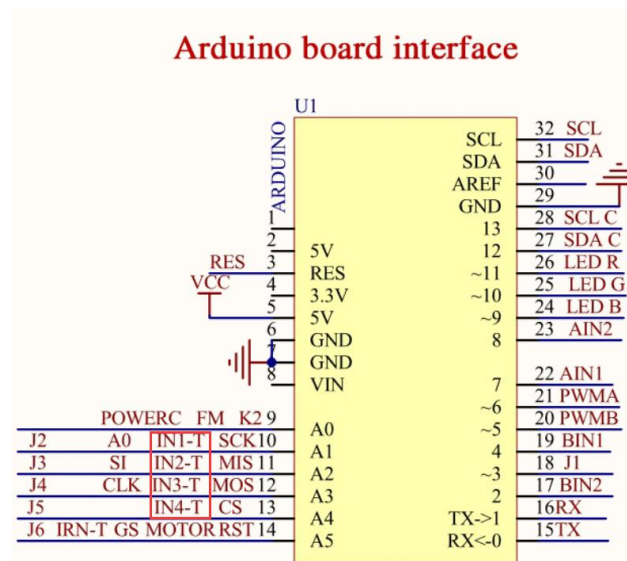 Arduino board interface
U1
ARDUINO
1
2 5V
RES 3 RES
VCC 4 3.3V
5 5V
6 GND
7 GND
8 VIN
POWERC FM K2 9 A0
J2 A0 IN1-T SCK 10 A1
J3 SI IN2-T MIS 11 A2
J4 CLK IN3-T MOS 12 A3
J5 IN4-T CS 13 A4
J6 IRN-T GS MOTOR RST 14 A5
SCL 32 SCL
SDA 31 SDA
AREF 30
GND 29
13 28 SCL C
12 27 SDA C
~11 26 LED R
~10 25 LED G
~9 24 LED B
8 23 AIN2
7 22 AIN1
~6 21 PWMA
~5 20 PWMB
4 19 BIN1
~3 18 J1
2 17 BIN2
TX->1 16 RX
RX<-0 15 TX